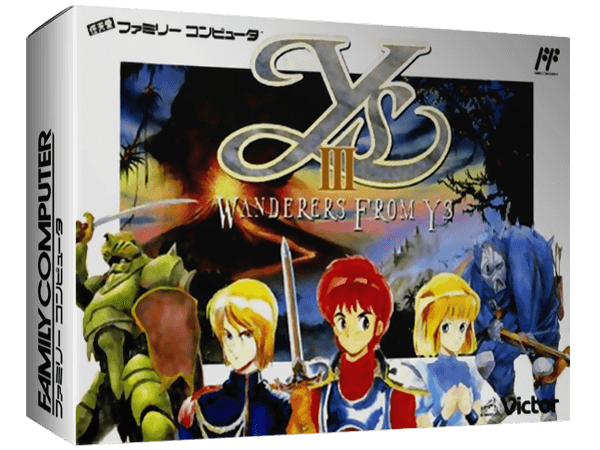 任天堂 ファミリー コンピュータ
Ys
III
WANDERERS FROM Ys
FAMILY COMPUTER
ファミリー コンピュータ
Victor